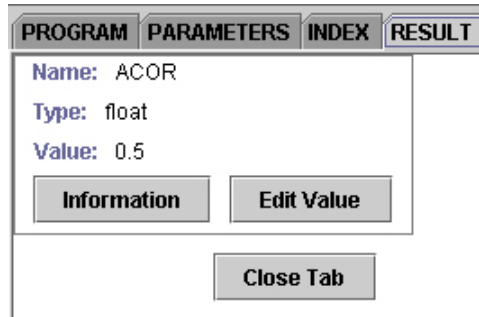 PROGRAM PARAMETERS INDEX RESULT
Name: ACOR
Type: float
Value: 0.5
Information Edit Value
Close Tab